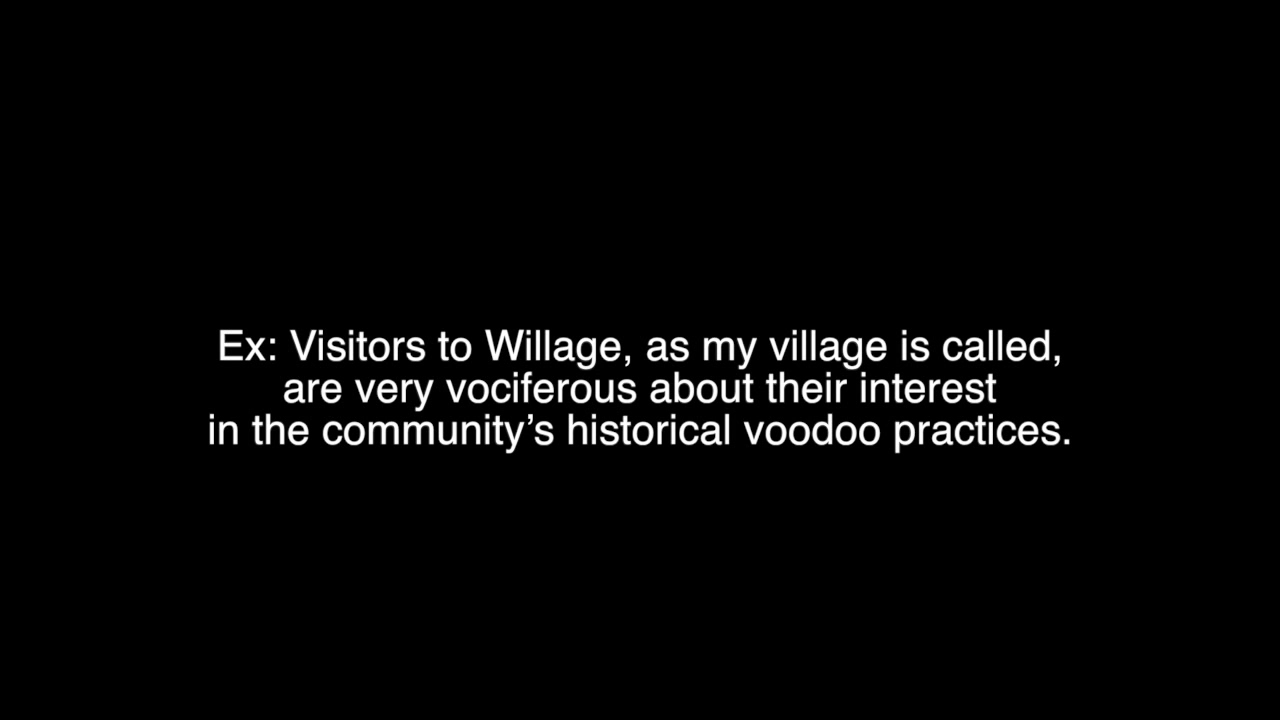 Ex: Visitors to Willage, as my village is called,
are very vociferous about their interest
in the community’s historical voodoo practices.